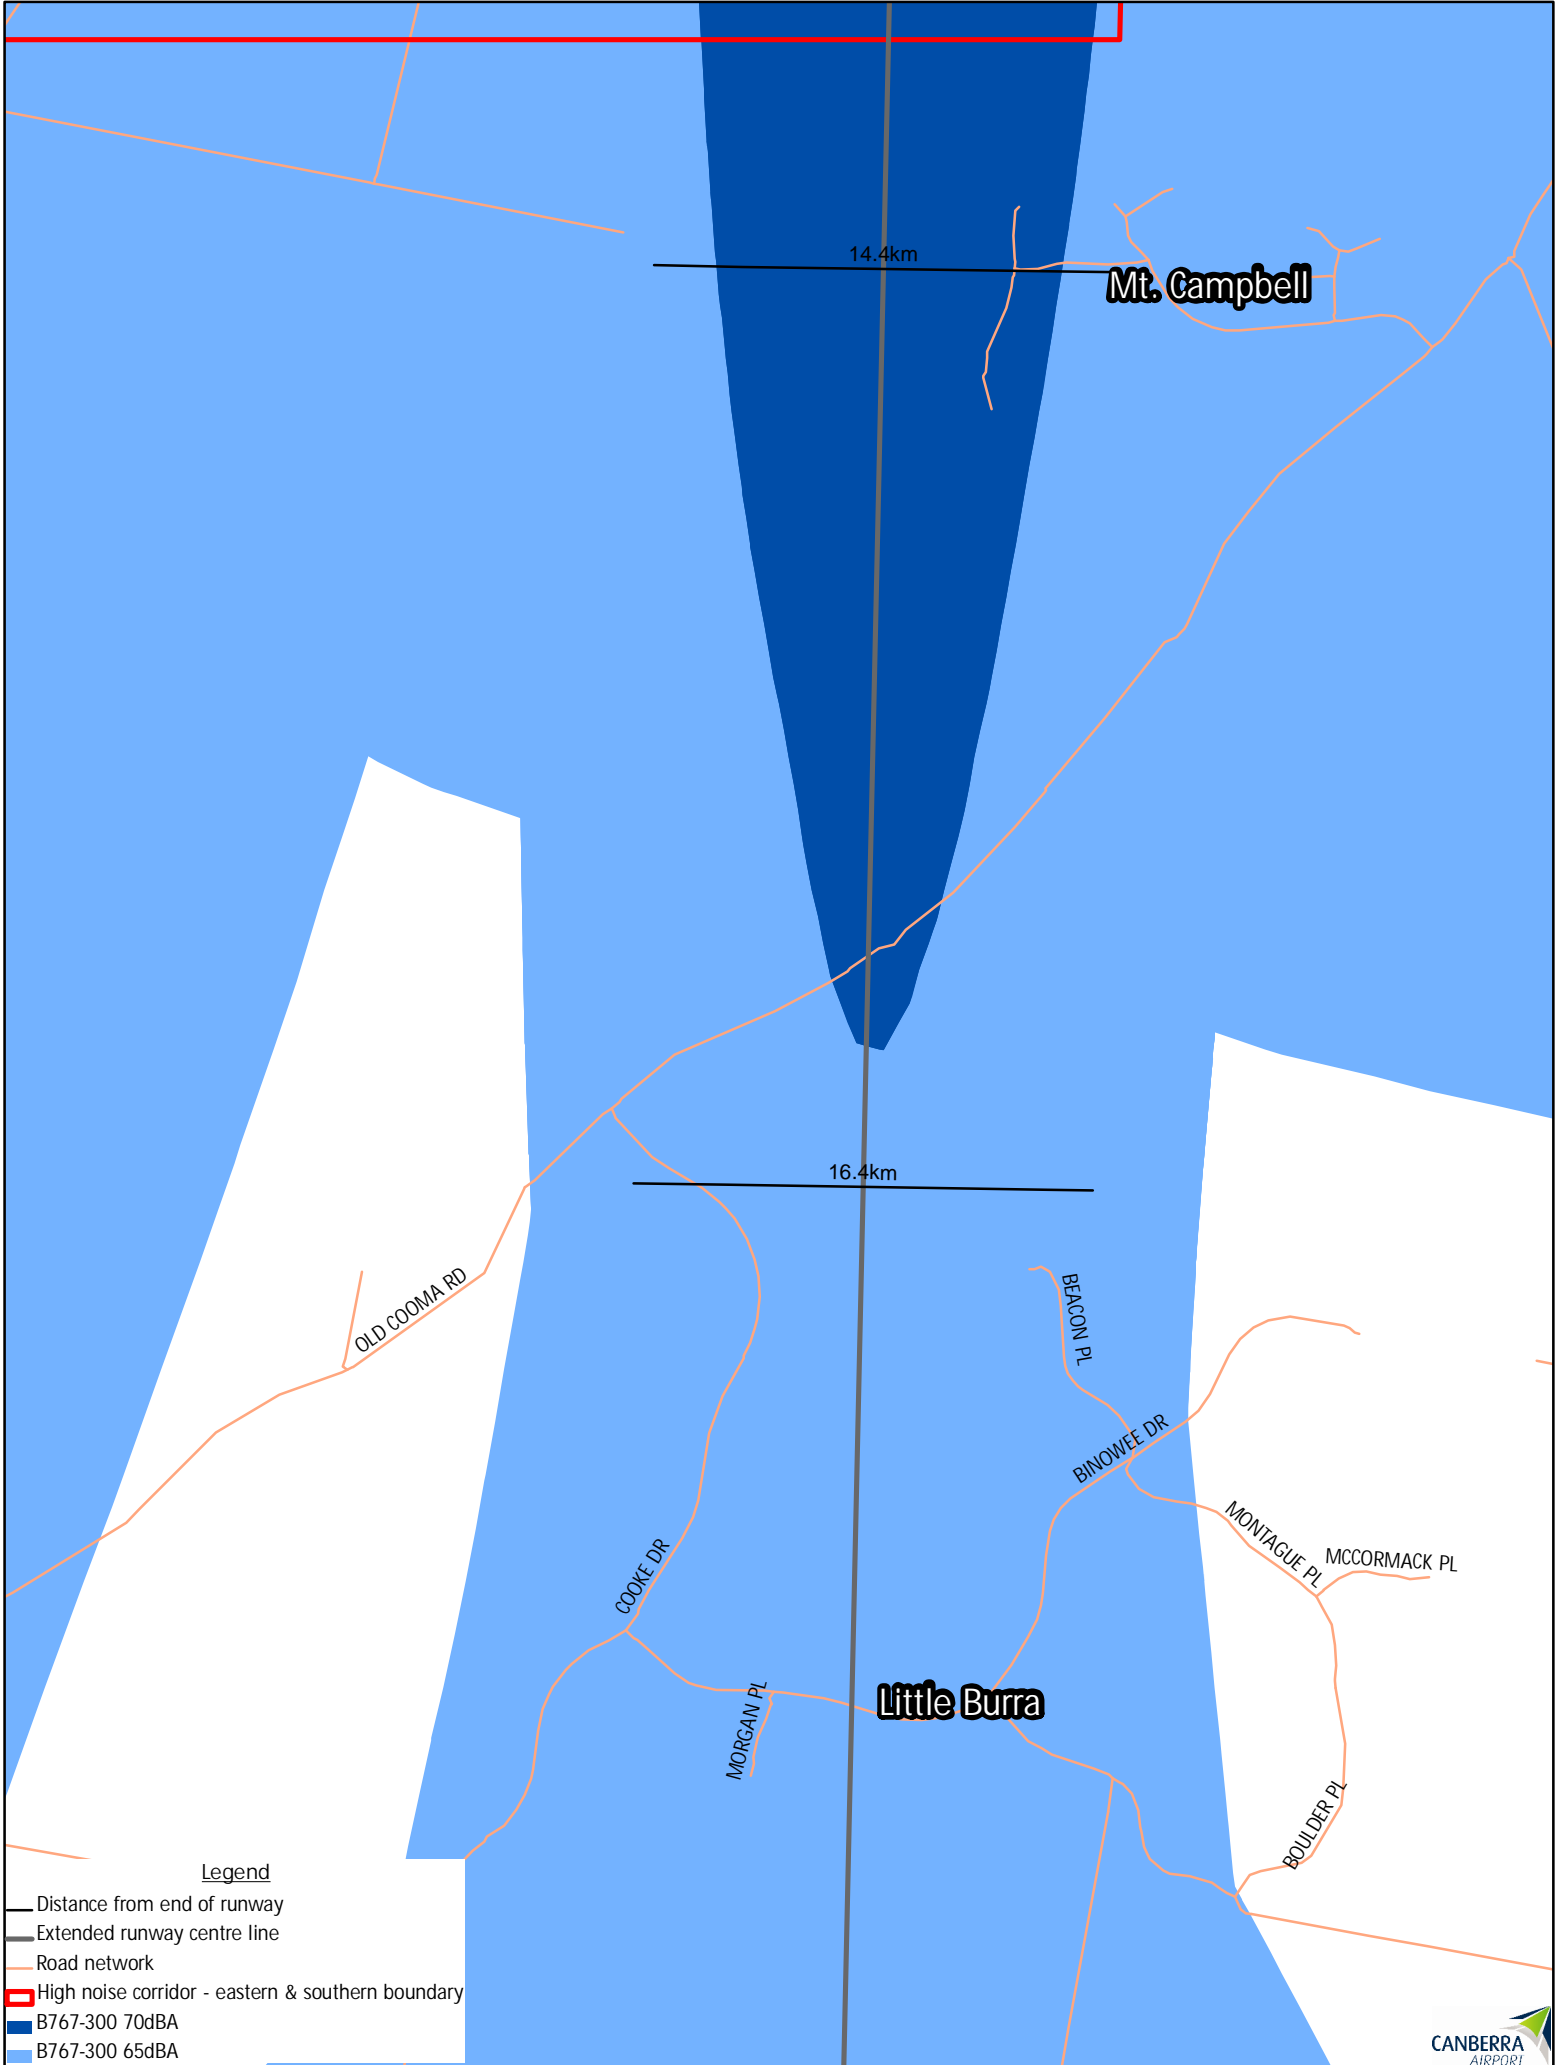 14.4km
Mt. Campbell
16.4km
BEACON PL
OLD COOMA RD
BINOWEE DR
MONTAGUE PL
MCCORMACK PL
COOKE DR
MORGAN PL
Little Burra
BOULDER PL
Legend
Distance from end of runway
Extended runway centre line
Road network
High noise corridor - eastern & southern boundary
B767-300 70dBA
B767-300 65dBA
CANBERRA
AIRPORT